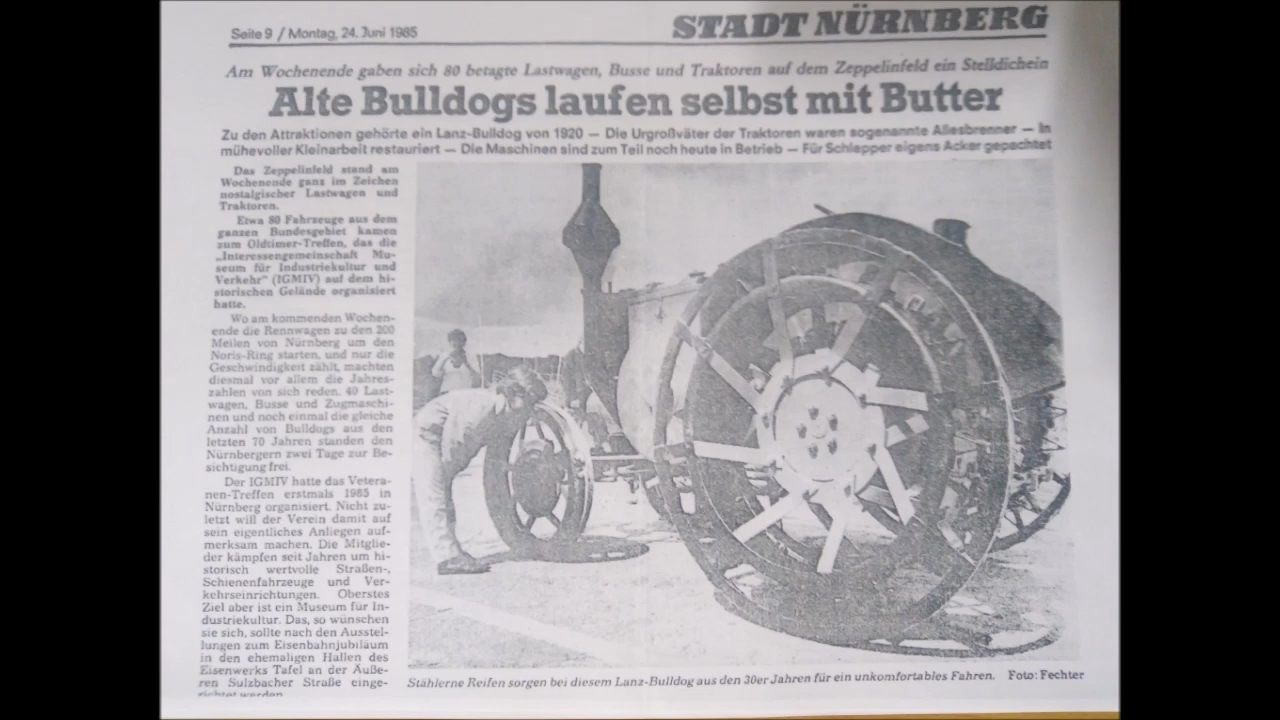 Seite 9 / Montag, 24. Juni 1985
STADT NÜRNBERG
Am Wochenende gaben sich 80 betagte Lastwagen, Busse und Traktoren auf dem Zeppelinfeld ein Stelldichein
Alte Bulldogs laufen selbst mit Butter
Zu den Attraktionen gehörte ein Lanz-Bulldog von 1920 — Die Urgroßväter der Traktoren waren sogenannte Allesbrenner — In
mühevoller Kleinarbeit restauriert — Die Maschinen sind zum Teil noch heute in Betrieb — Für Schlepper eigens Acker gepachtet
Das Zeppelinfeld stand am
Wochenende ganz im Zeichen
nostalgischer Lastwagen und
Traktoren.
Etwa 80 Fahrzeuge aus dem
ganzen Bundesgebiet kamen
zum Oldtimer-Treffen, das die
„Interessengemeinschaft Mu-
seum für Industriekultur und
Verkehr" (IGMIV) auf dem hi-
storischen Gelände organisiert
hatte.
Wo am kommenden Wochen-
ende die Rennwagen zu den 200
Meilen von Nürnberg um den
Noris-Ring starten, und nur die
Geschwindigkeit zählt, machten
diesmal vor allem die Jahres-
zahlen von sich reden. 40 Last-
wagen, Busse und Zugmaschi-
nen und noch einmal die gleiche
Anzahl von Bulldogs aus den
letzten 70 Jahren standen den
Nürnbergern zwei Tage zur Be-
sichtigung frei.
Der IGMIV hatte das Vetera-
nen-Treffen erstmals 1985 in
Nürnberg organisiert. Nicht zu-
letzt will der Verein damit auf
sein eigentliches Anliegen auf-
merksam machen. Die Mitglie-
der kämpfen seit Jahren um hi-
storisch wertvolle Straßen-,
Schienenfahrzeuge und Ver-
kehrseinrichtungen. Oberstes
Ziel aber ist ein Museum für In-
dustriekultur. Das, so wünschen
sie sich, sollte nach den Ausstel-
lungen zum Eisenbahnjubiläum
in den ehemaligen Hallen des
Eisenwerks Tafel an der Äuße-
ren Sulzbacher Straße einge-
richtet werden
Stählerne Reifen sorgen bei diesem Lanz-Bulldog aus den 30er Jahren für ein unkomfortables Fahren. Foto: Fechter